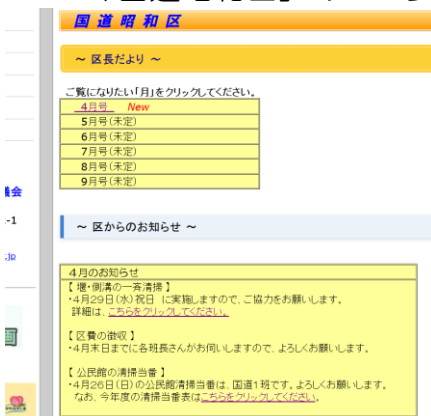 国道昭和区
～ 区長だより ～
ご覧になりたい「月」をクリックしてください。
4月号 New
5月号(未定)
6月号(未定)
7月号(未定)
8月号(未定)
9月号(未定)
議会
-1
.jp
～ 区からのお知らせ ～
4月のお知らせ
【 堰・側溝の一斉清掃 】
・4月29日(水)祝日 に実施しますので、ご協力をお願いします。
詳細は、こちらをクリックしてください。
【 区費の徴収 】
・4月末日までに各班長さんがお伺いしますので、よろしくお願いします。
【 公民館の清掃当番 】
・4月26日(日)の公民館清掃当番は、国道1班です。よろしくお願いします。
なお、今年度の清掃当番表はこちらをクリックしてください。